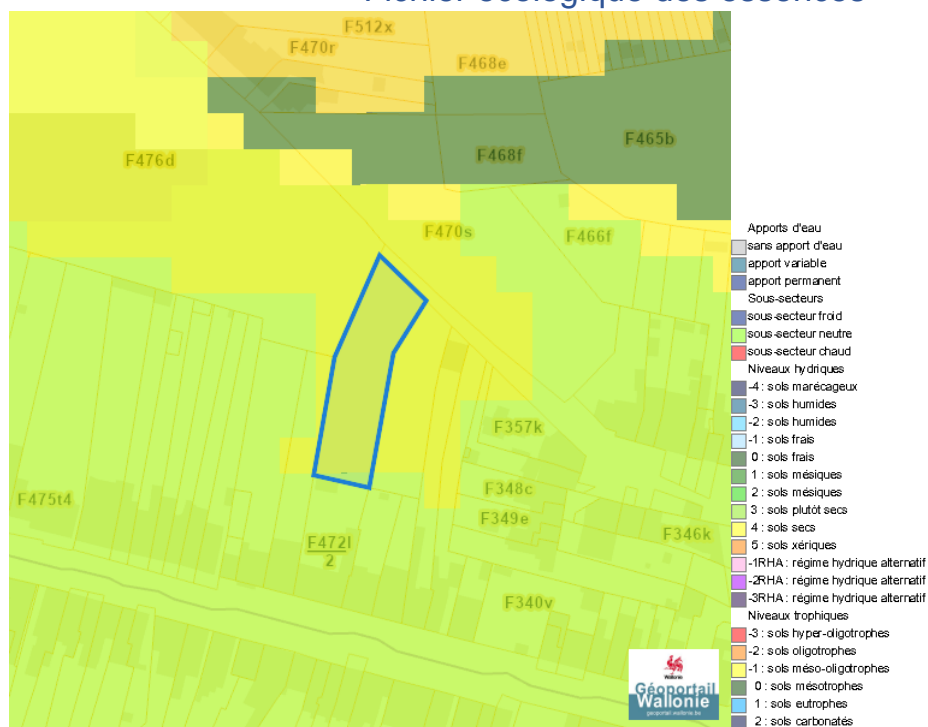 Fichier écologique des essences
F512x
F470r
F468e
F465b
F468f
F476d
F470s
F466f
F357k
F475t4
F348c
F349e
F346k
F472l
2
F340v
Apports d'eau
sans apport d'eau
apport variable
apport permanent
Sous-secteurs
sous-secteur froid
sous-secteur neutre
sous-secteur chaud
Niveaux hydriques
-4 : sols marécageux
-3 : sols humides
-2 : sols humides
-1 : sols frais
0 : sols frais
1 : sols mésiques
2 : sols mésiques
3 : sols plutôt secs
4 : sols secs
5 : sols xériques
-1RHA : régime hydrique alternatif
-2RHA : régime hydrique alternatif
-3RHA : régime hydrique alternatif
Niveaux trophiques
-3 : sols hyper-oligotrophes
-2 : sols oligotrophes
-1 : sols méso-oligotrophes
0 : sols mésotrophes
1 : sols eutrophes
2 : sols carbonatés
Wallonie
Géoportail
Wallonie
geoportail.wallonie.be